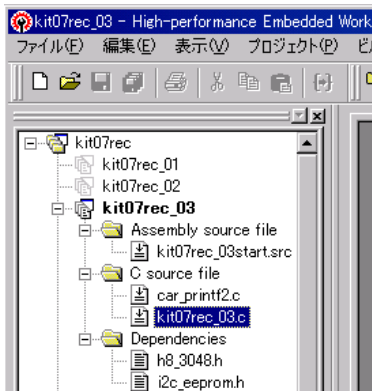 kit07rec_03 - High-performance Embedded Work
ファイル(F) 編集(E) 表示(V) プロジェクト(P) ビ
kit07rec
kit07rec_01
kit07rec_02
kit07rec_03
Assembly source file
kit07rec_03start.src
C source file
car_printf2.c
kit07rec_03.c
Dependencies
h8_3048.h
i2c_eeprom.h